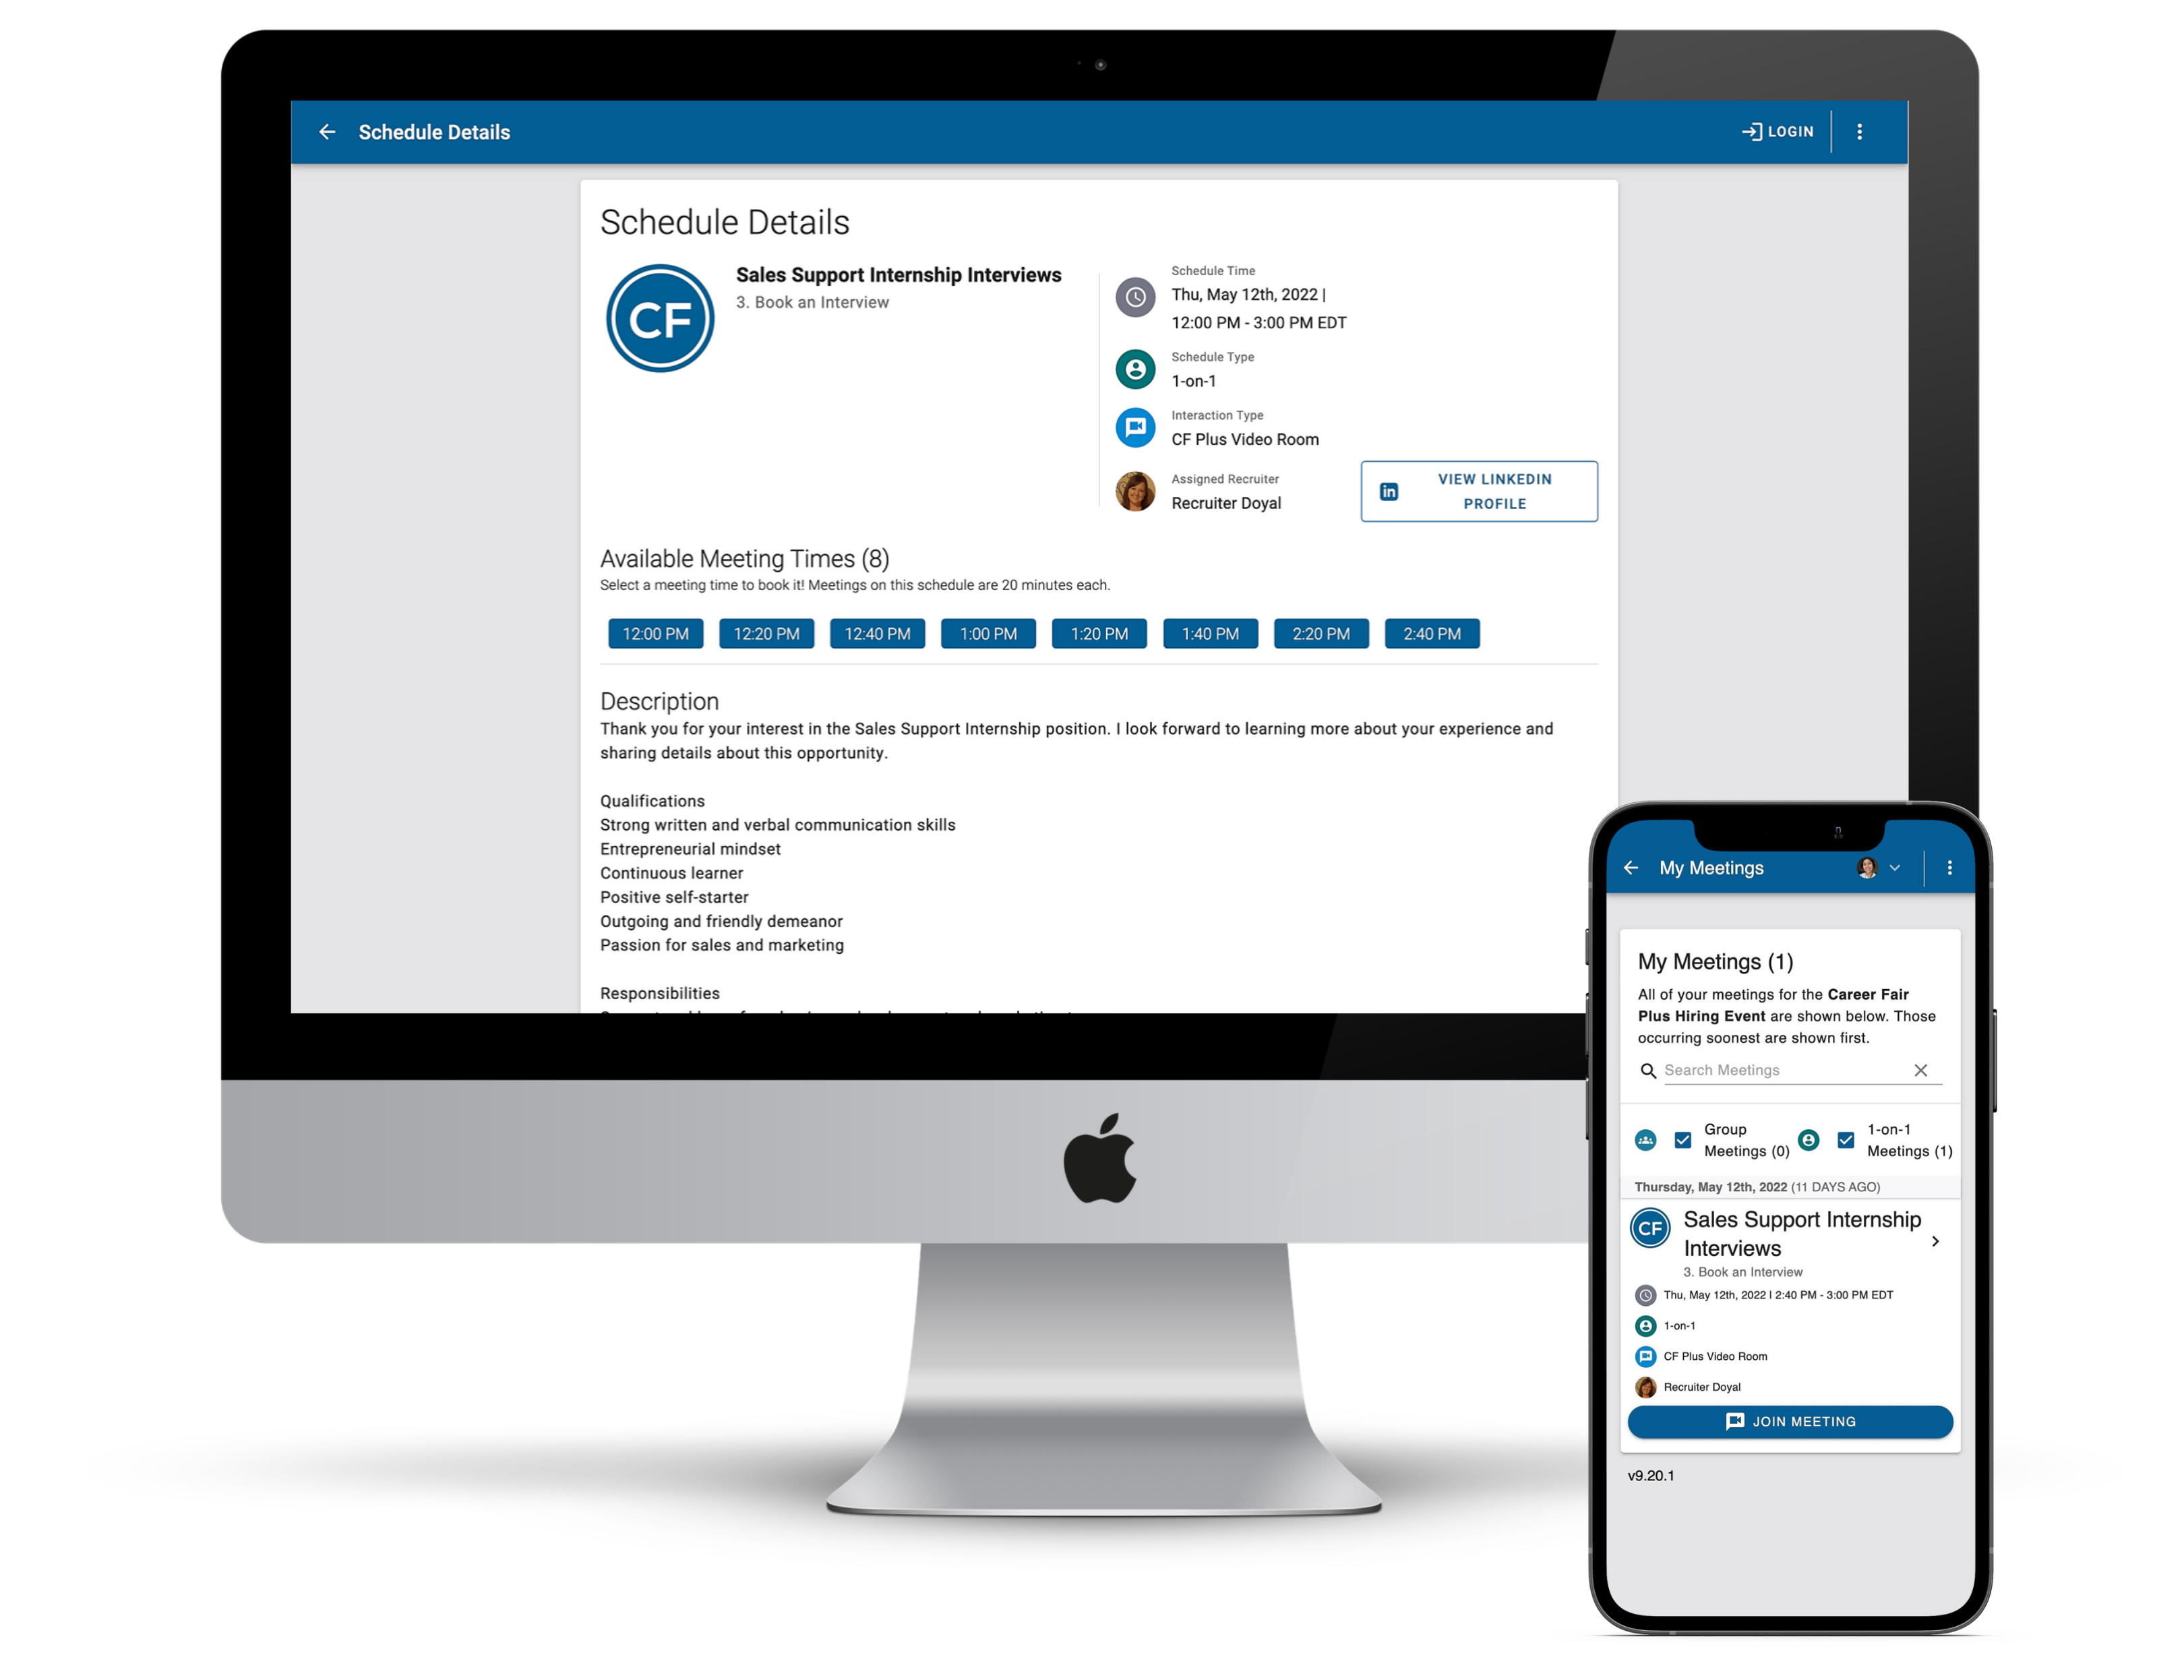 Schedule Details
LOGIN
Schedule Details
CF
Sales Support Internship Interviews
3. Book an Interview
Schedule Time
Thu, May 12th, 2022 |
12:00 PM - 3:00 PM EDT
Schedule Type
1-on-1
Interaction Type
CF Plus Video Room
Assigned Recruiter
Recruiter Doyal
in
VIEW LINKEDIN
PROFILE
Available Meeting Times (8)
Select a meeting time to book it! Meetings on this schedule are 20 minutes each.
12:00 PM 12:20 PM 12:40 PM 1:00 PM 1:20 PM 1:40 PM 2:20 PM 2:40 PM
Description
Thank you for your interest in the Sales Support Internship position. I look forward to learning more about your experience and
sharing details about this opportunity.
Qualifications
Strong written and verbal communication skills
Entrepreneurial mindset
Continuous learner
Positive self-starter
Outgoing and friendly demeanor
Passion for sales and marketing
Responsibilities
My Meetings
My Meetings (1)
All of your meetings for the Career Fair
Plus Hiring Event are shown below. Those
occurring soonest are shown first.
Search Meetings
Group
Meetings (0)
1-on-1
Meetings (1)
Thursday, May 12th, 2022 (11 DAYS AGO)
CF
Sales Support Internship
Interviews
3. Book an Interview
Thu, May 12th, 2022 | 2:40 PM - 3:00 PM EDT
1-on-1
CF Plus Video Room
Recruiter Doyal
JOIN MEETING
v9.20.1